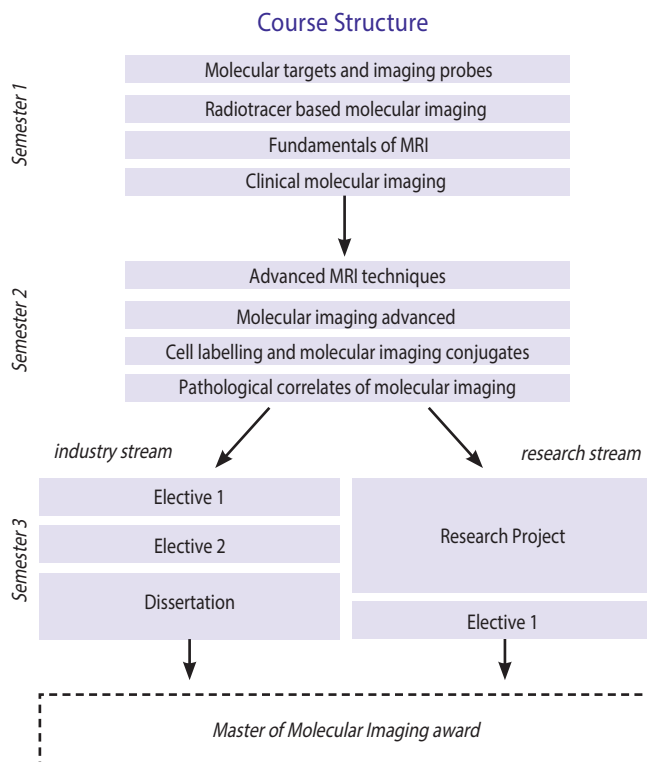 Course Structure
Semester 1
Molecular targets and imaging probes
Radiotracer based molecular imaging
Fundamentals of MRI
Clinical molecular imaging
Semester 2
Advanced MRI techniques
Molecular imaging advanced
Cell labelling and molecular imaging conjugates
Pathological correlates of molecular imaging
industry stream
research stream
Semester 3
Elective 1
Elective 2
Dissertation
Research Project
Elective 1
Master of Molecular Imaging award